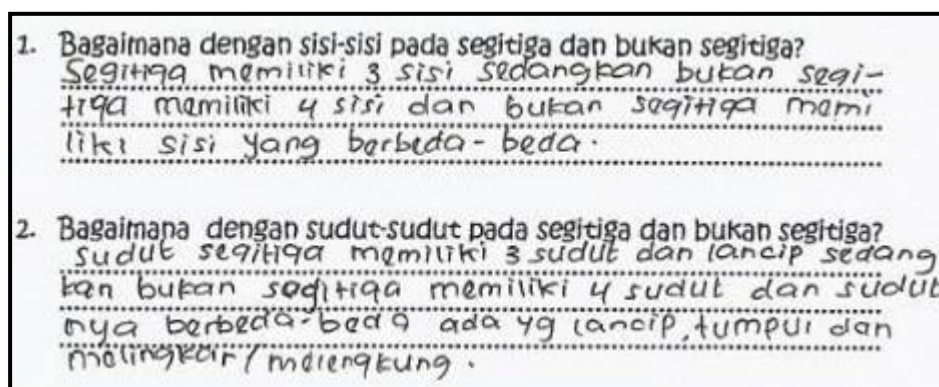 1. Bagaimana dengan sisi-sisi pada segitiga dan bukan segitiga?
Segitiga memiliki 3 sisi sedangkan bukan segi-
tiga memiliki 4 sisi dan bukan segitiga memi
liki sisi yang berbeda-beda.
2. Bagaimana dengan sudut-sudut pada segitiga dan bukan segitiga?
sudut segitiga memiliki 3 sudut dan lancip sedang
kan bukan segitiga memiliki 4 sudut dan sudut
nya berbeda-beda ada yg lancip, tumpul dan
melingkar/melengkung.